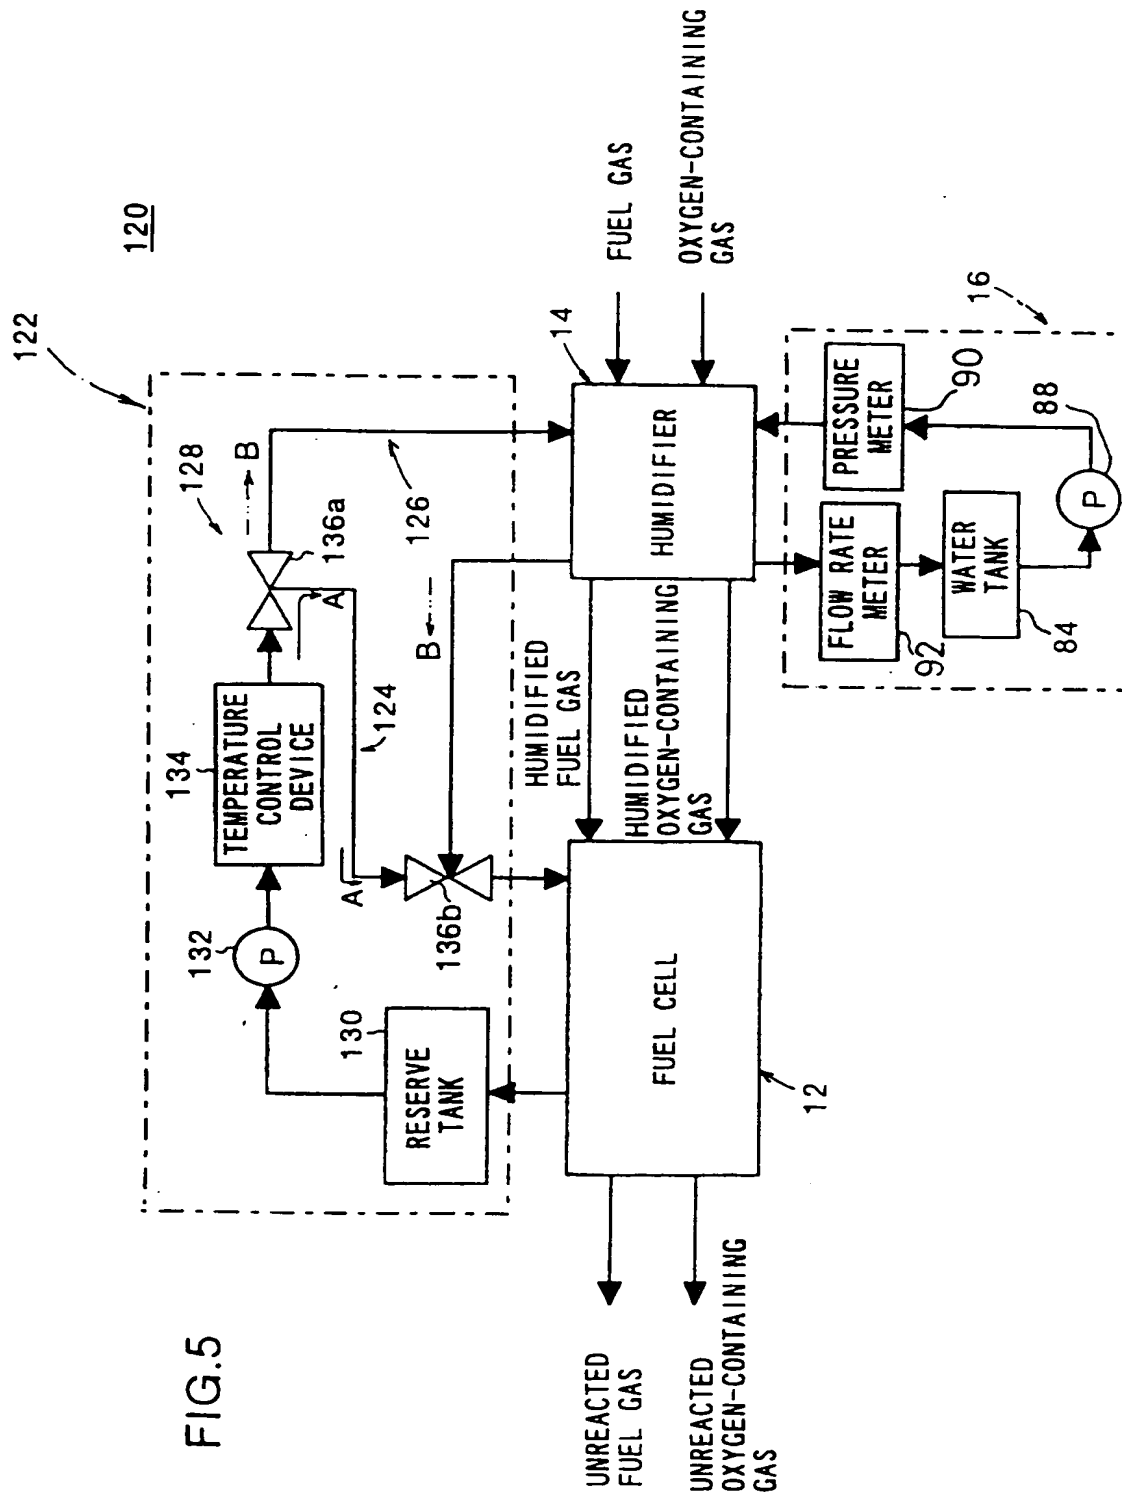 FIG.5
120
122
128
B
136a
A
126
134
TEMPERATURE
CONTROL
DEVICE
124
B
132
P
A
136b
130
RESERVE
TANK
14
HUMIDIFIER
FUEL GAS
OXYGEN-CONTAINING
GAS
HUMIDIFIED
FUEL GAS
HUMIDIFIED
OXYGEN-CONTAINING
GAS
FUEL CELL
12
UNREACTED
FUEL GAS
UNREACTED
OXYGEN-CONTAINING
GAS
16
PRESSURE
METER
90
FLOW RATE
METER
92
WATER
TANK
84
P
88